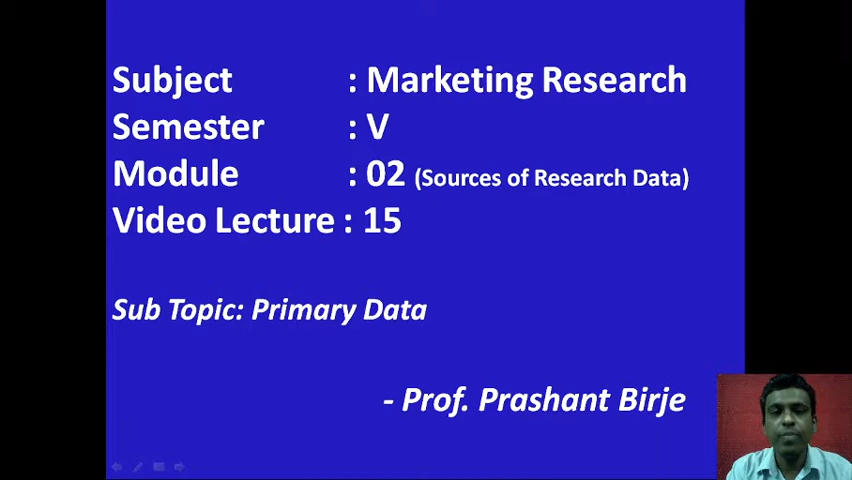 Subject : Marketing Research
Semester : V
Module : 02 (Sources of Research Data)
Video Lecture : 15
Sub Topic: Primary Data
- Prof. Prashant Birje